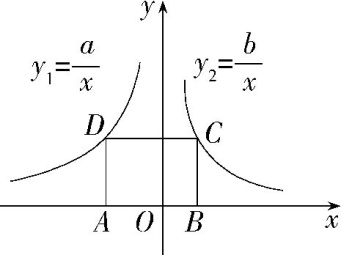 y
y₁=a/x
y₂=b/x
D C
A O B x